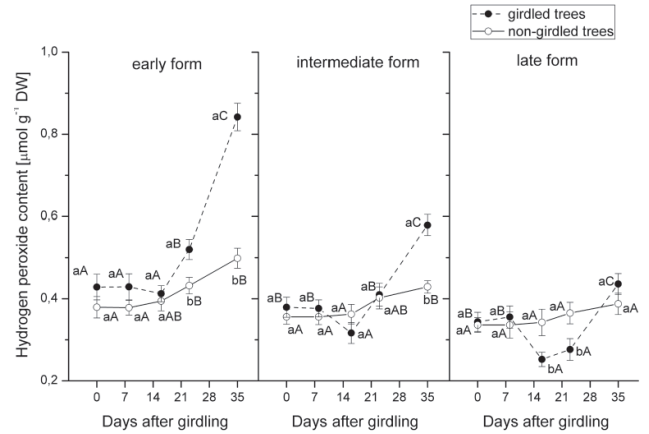 girdled trees
non-girdled trees
early form
intermediate form
late form
Hydrogen peroxide content [µmol g⁻¹ DW]
1,0
0,8
0,6
0,4
0,2
aA
aA
aA
aB
aC
aA
aA
aAB
bB
bB
aB
aB
aA
aB
aC
aA
aA
aA
aAB
bB
aB
aB
aA
aA
aC
aA
aA
bA
bA
aA
0 7 14 21 28 35
0 7 14 21 28 35
0 7 14 21 28 35
Days after girdling
Days after girdling
Days after girdling